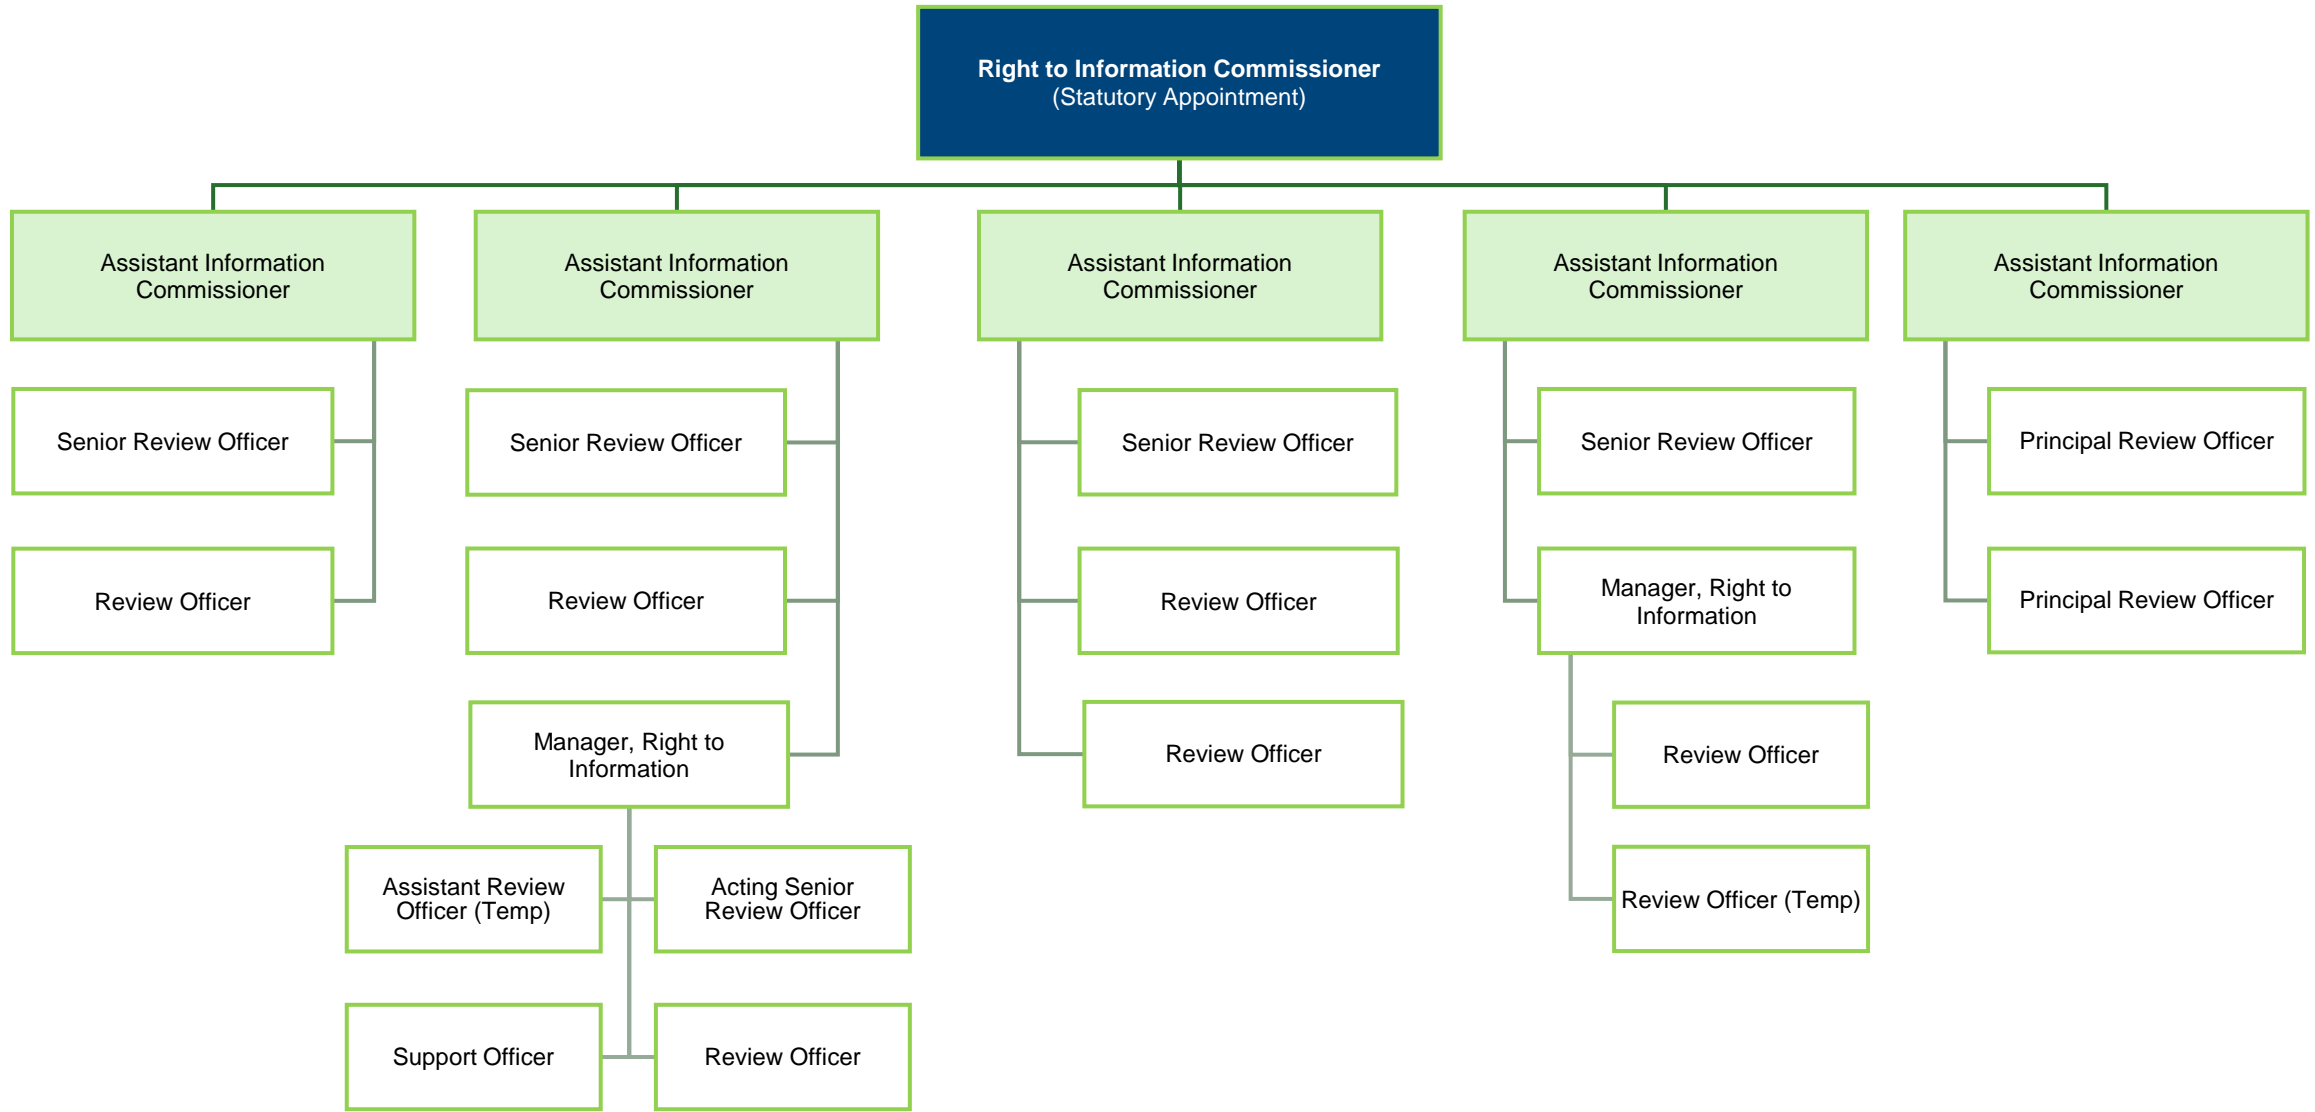 Right to Information Commissioner
(Statutory Appointment)
Assistant Information
Commissioner
Assistant Information
Commissioner
Assistant Information
Commissioner
Assistant Information
Commissioner
Assistant Information
Commissioner
Senior Review Officer
Senior Review Officer
Senior Review Officer
Senior Review Officer
Principal Review Officer
Review Officer
Review Officer
Review Officer
Manager, Right to
Information
Principal Review Officer
Manager, Right to
Information
Review Officer
Review Officer
Assistant Review
Officer (Temp)
Acting Senior
Review Officer
Review Officer (Temp)
Support Officer
Review Officer